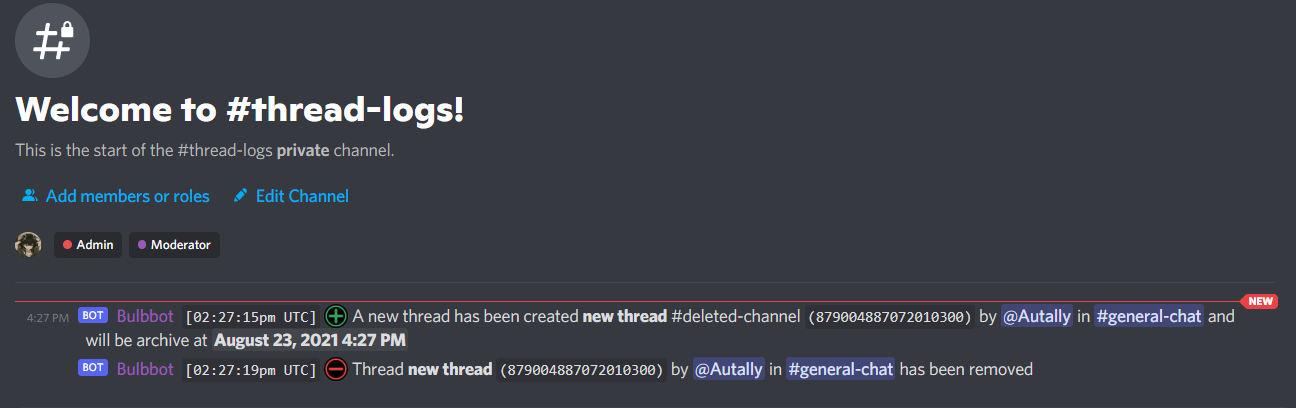 Welcome to #thread-logs!
This is the start of the #thread-logs private channel.
Add members or roles Edit Channel
Admin Moderator
NEW
4:27 PM BOT Bulbbot [02:27:15pm UTC] A new thread has been created new thread #deleted-channel (879004887072010300) by @Autally in #general-chat and
will be archive at August 23, 2021 4:27 PM
BOT Bulbbot [02:27:19pm UTC] Thread new thread (879004887072010300) by @Autally in #general-chat has been removed